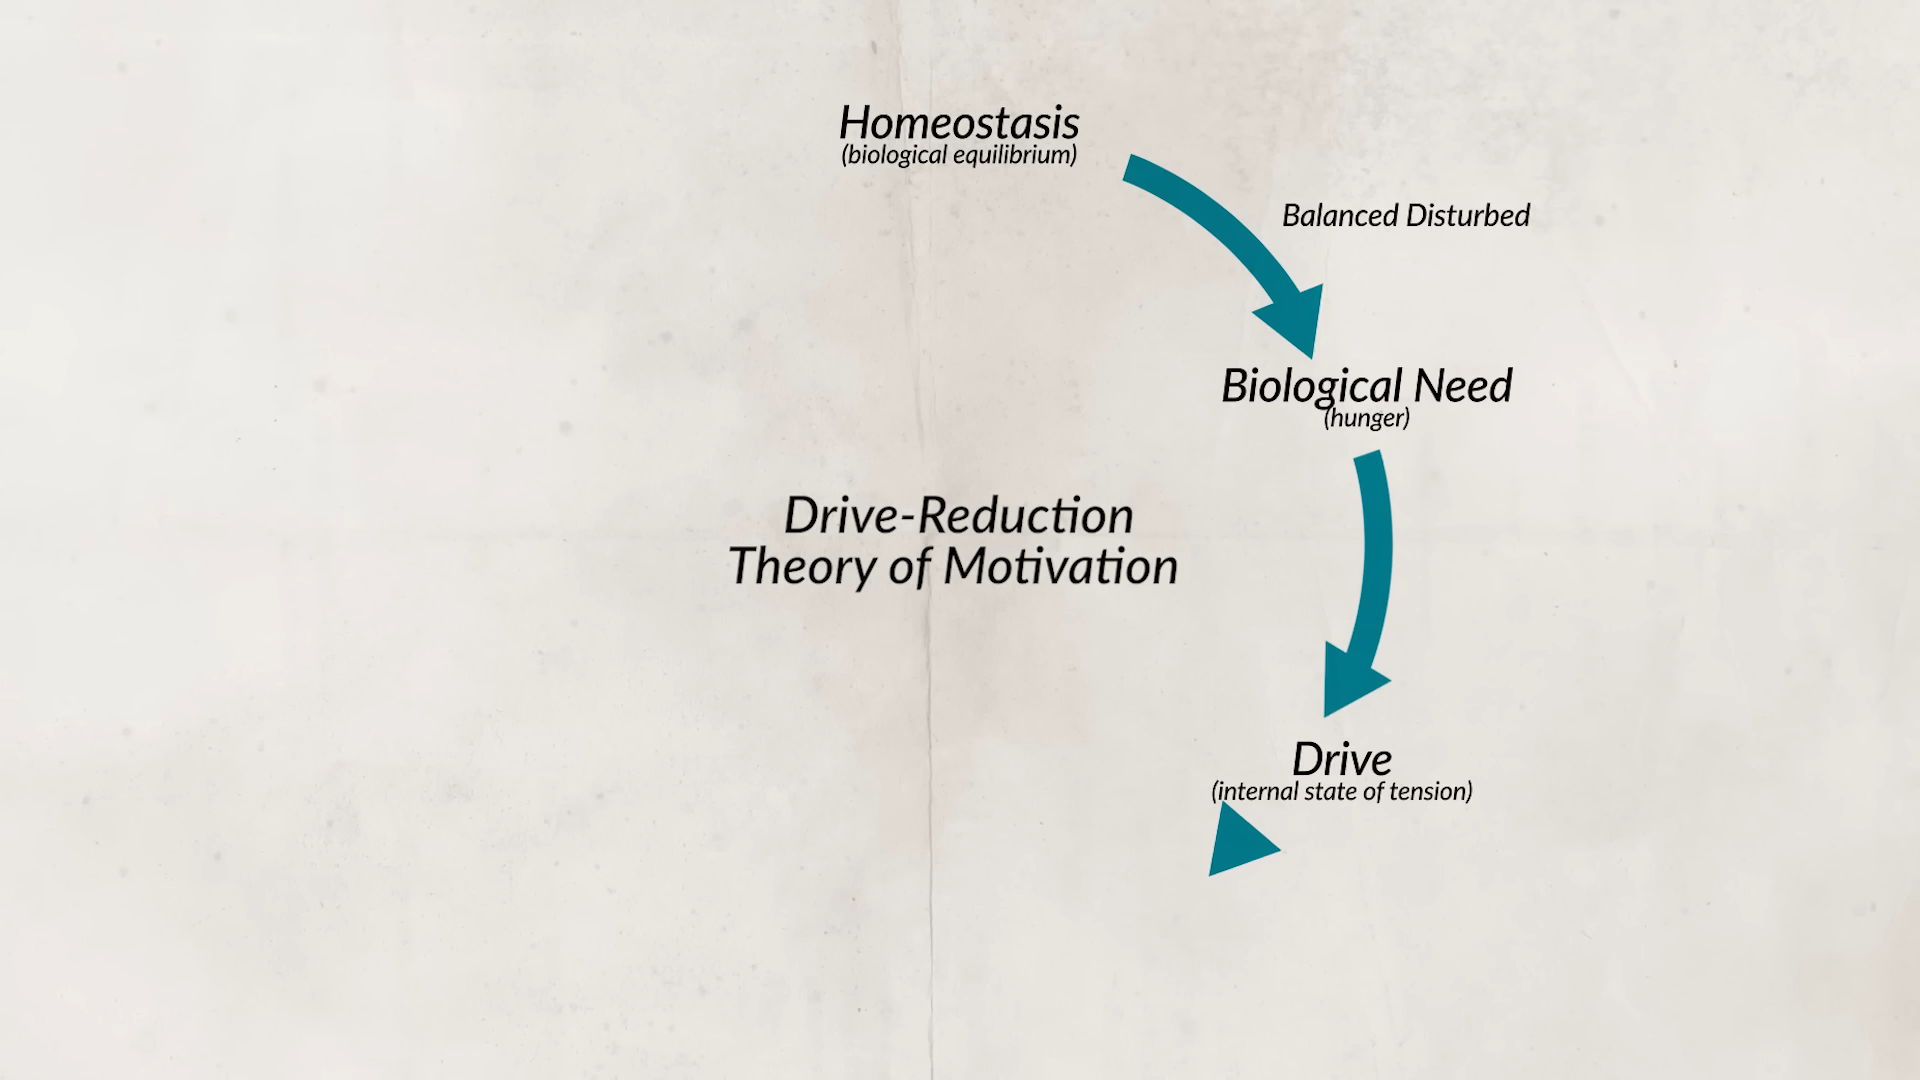 Homeostasis
(biological equilibrium)
Balanced Disturbed
Biological Need
(hunger)
Drive-Reduction
Theory of Motivation
Drive
(internal state of tension)